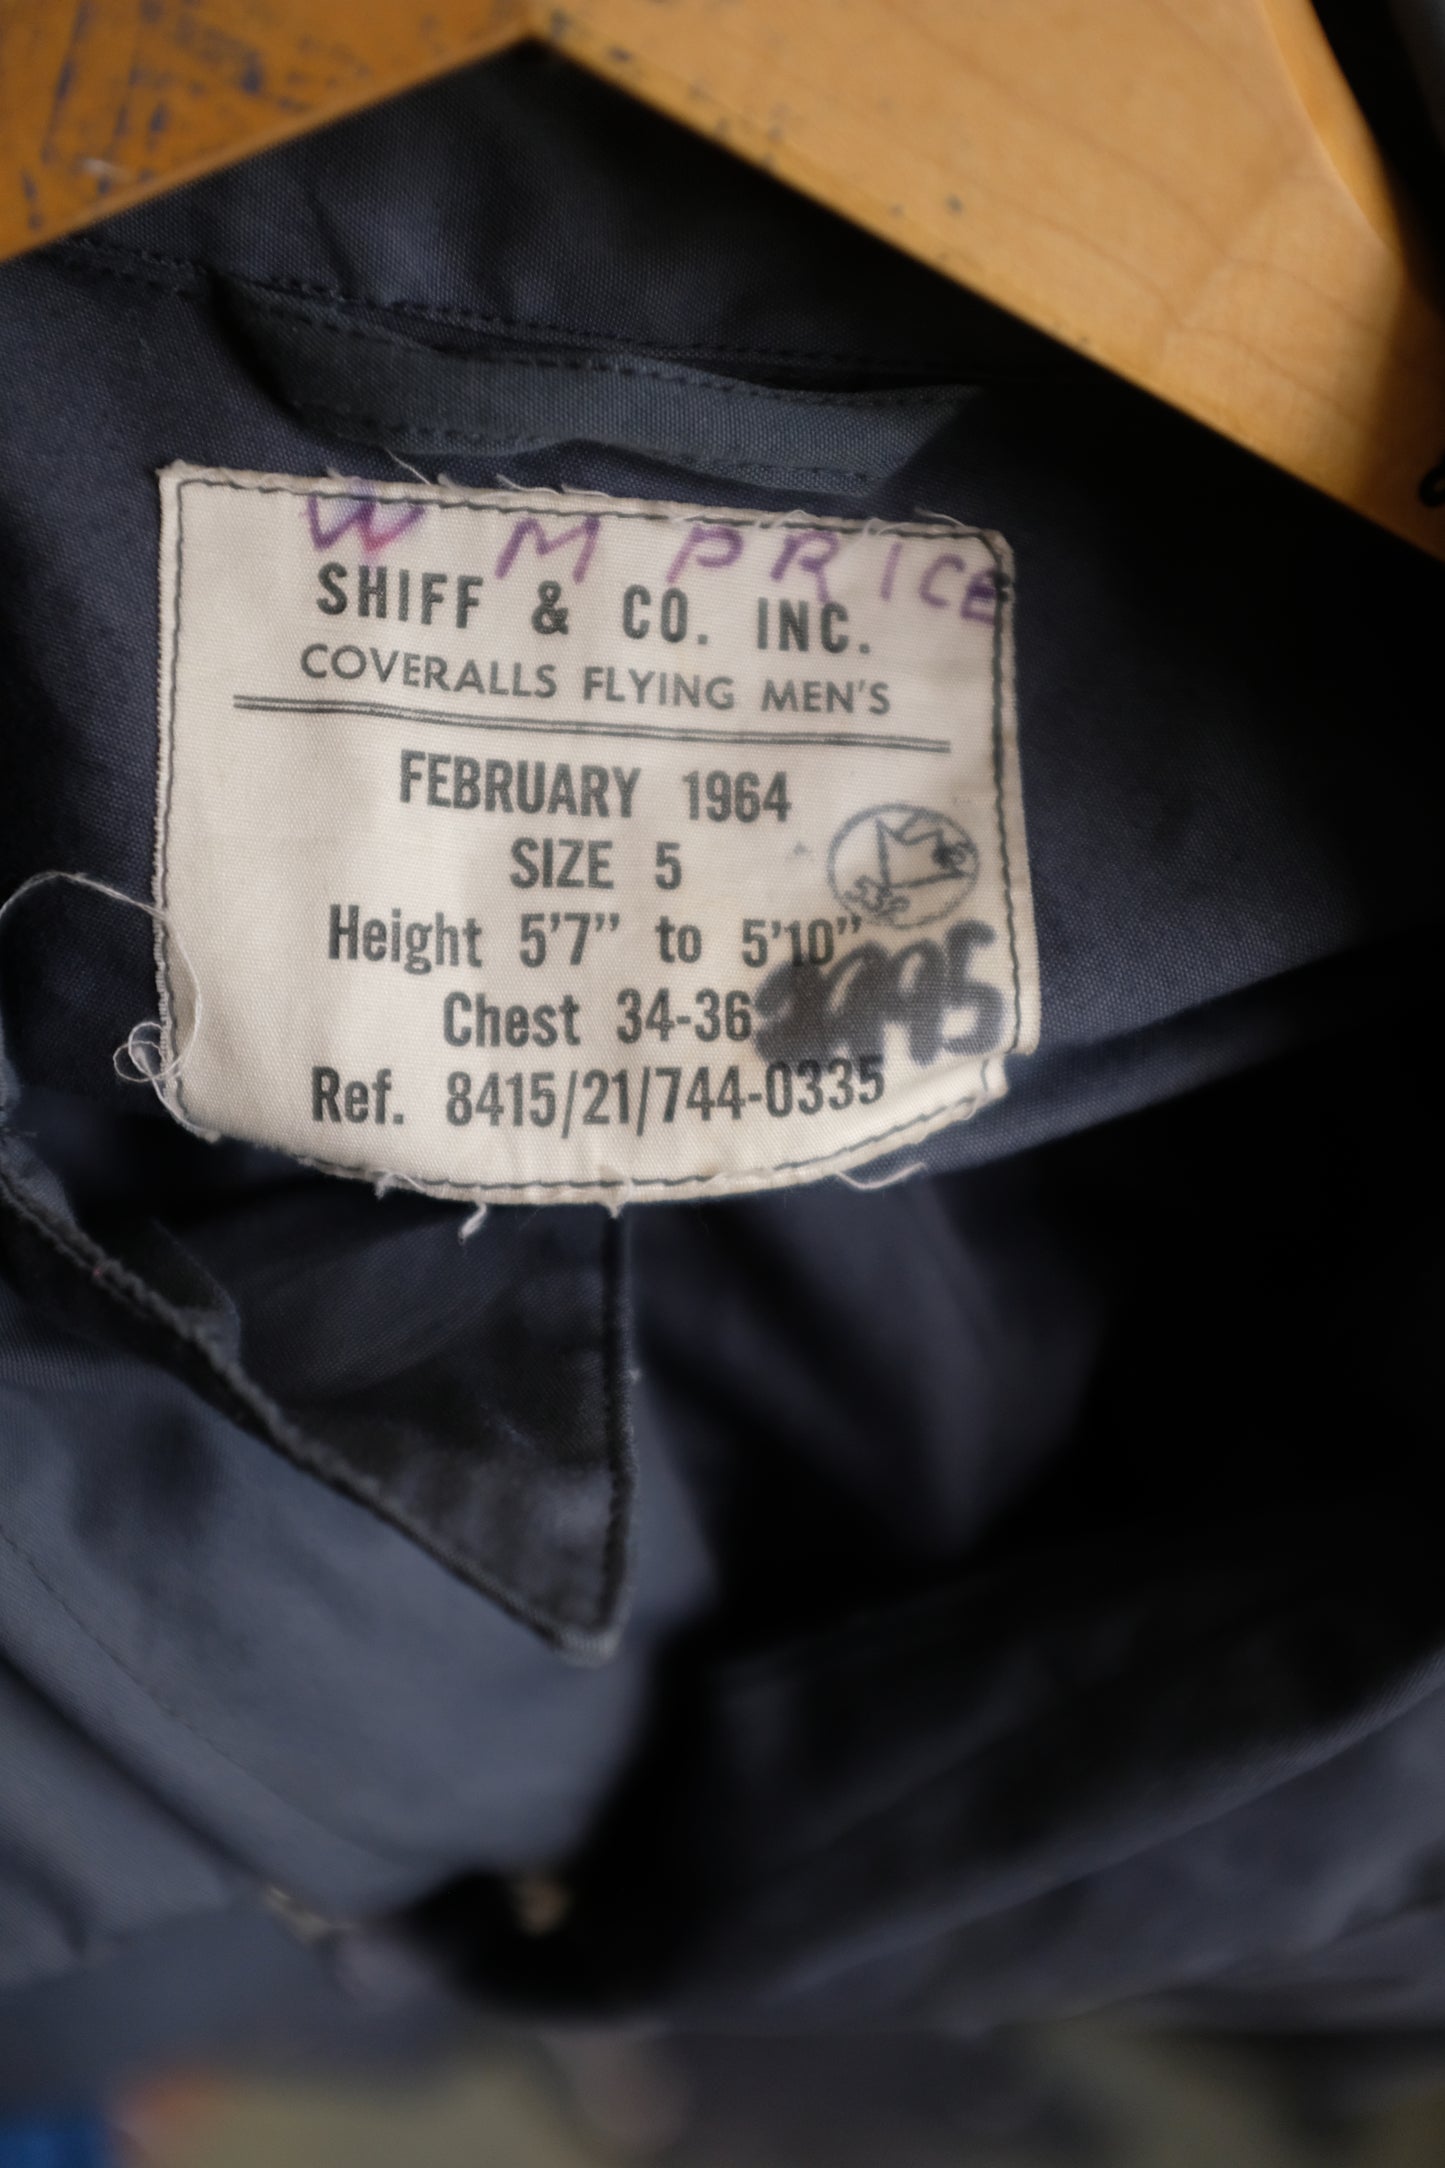 W M PRICE
SHIFF & CO. INC.
COVERALLS FLYING MEN'S
FEBRUARY 1964
SIZE 5
Height 5'7" to 5'10"
Chest 34-36
Ref. 8415/21/744-0335